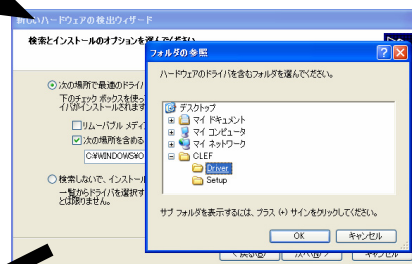 新しいハードウェアの検出ウィザード
検索とインストールのオプションを選んでください。
次の場所で最適のドライバ
下のチェック ボックスを使っ
イバがインストールされます
リムーバブル メディ
次の場所を含める
C:¥WINDOWS¥O
検索しないで、インストール
一覧からドライバを選択す
とは限りません。
フォルダの参照
ハードウェアのドライバを含むフォルダを選んでください。
デスクトップ
マイ ドキュメント
マイ コンピュータ
マイ ネットワーク
CLEF
Driver
Setup
サブ フォルダを表示するには、プラス (+) サインをクリックしてください。
OK
キャンセル
< 戻る(B)
次へ(N) >
キャンセル